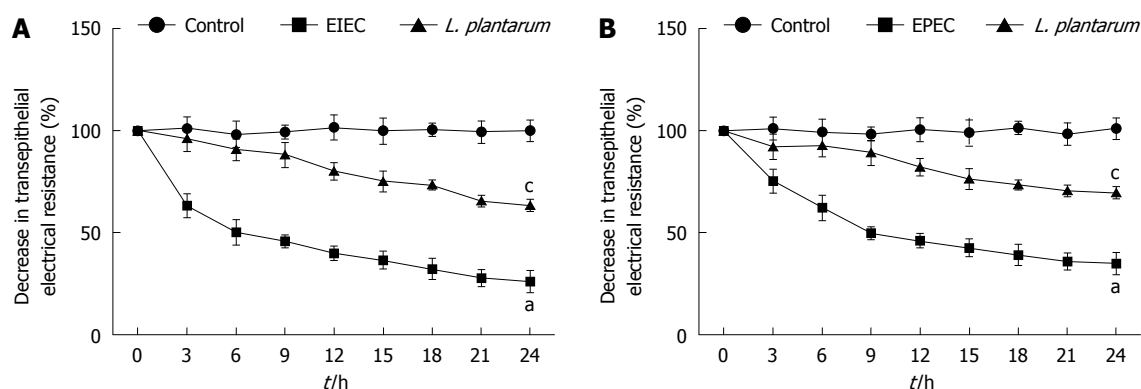 A
Control EIEC L. plantarum
150
100
50
0
Decrease in transepithelial
electrical resistance (%)
c
a
0 3 6 9 12 15 18 21 24
t/h
B
Control EPEC L. plantarum
150
100
50
0
Decrease in transepithelial
electrical resistance (%)
c
a
0 3 6 9 12 15 18 21 24
t/h